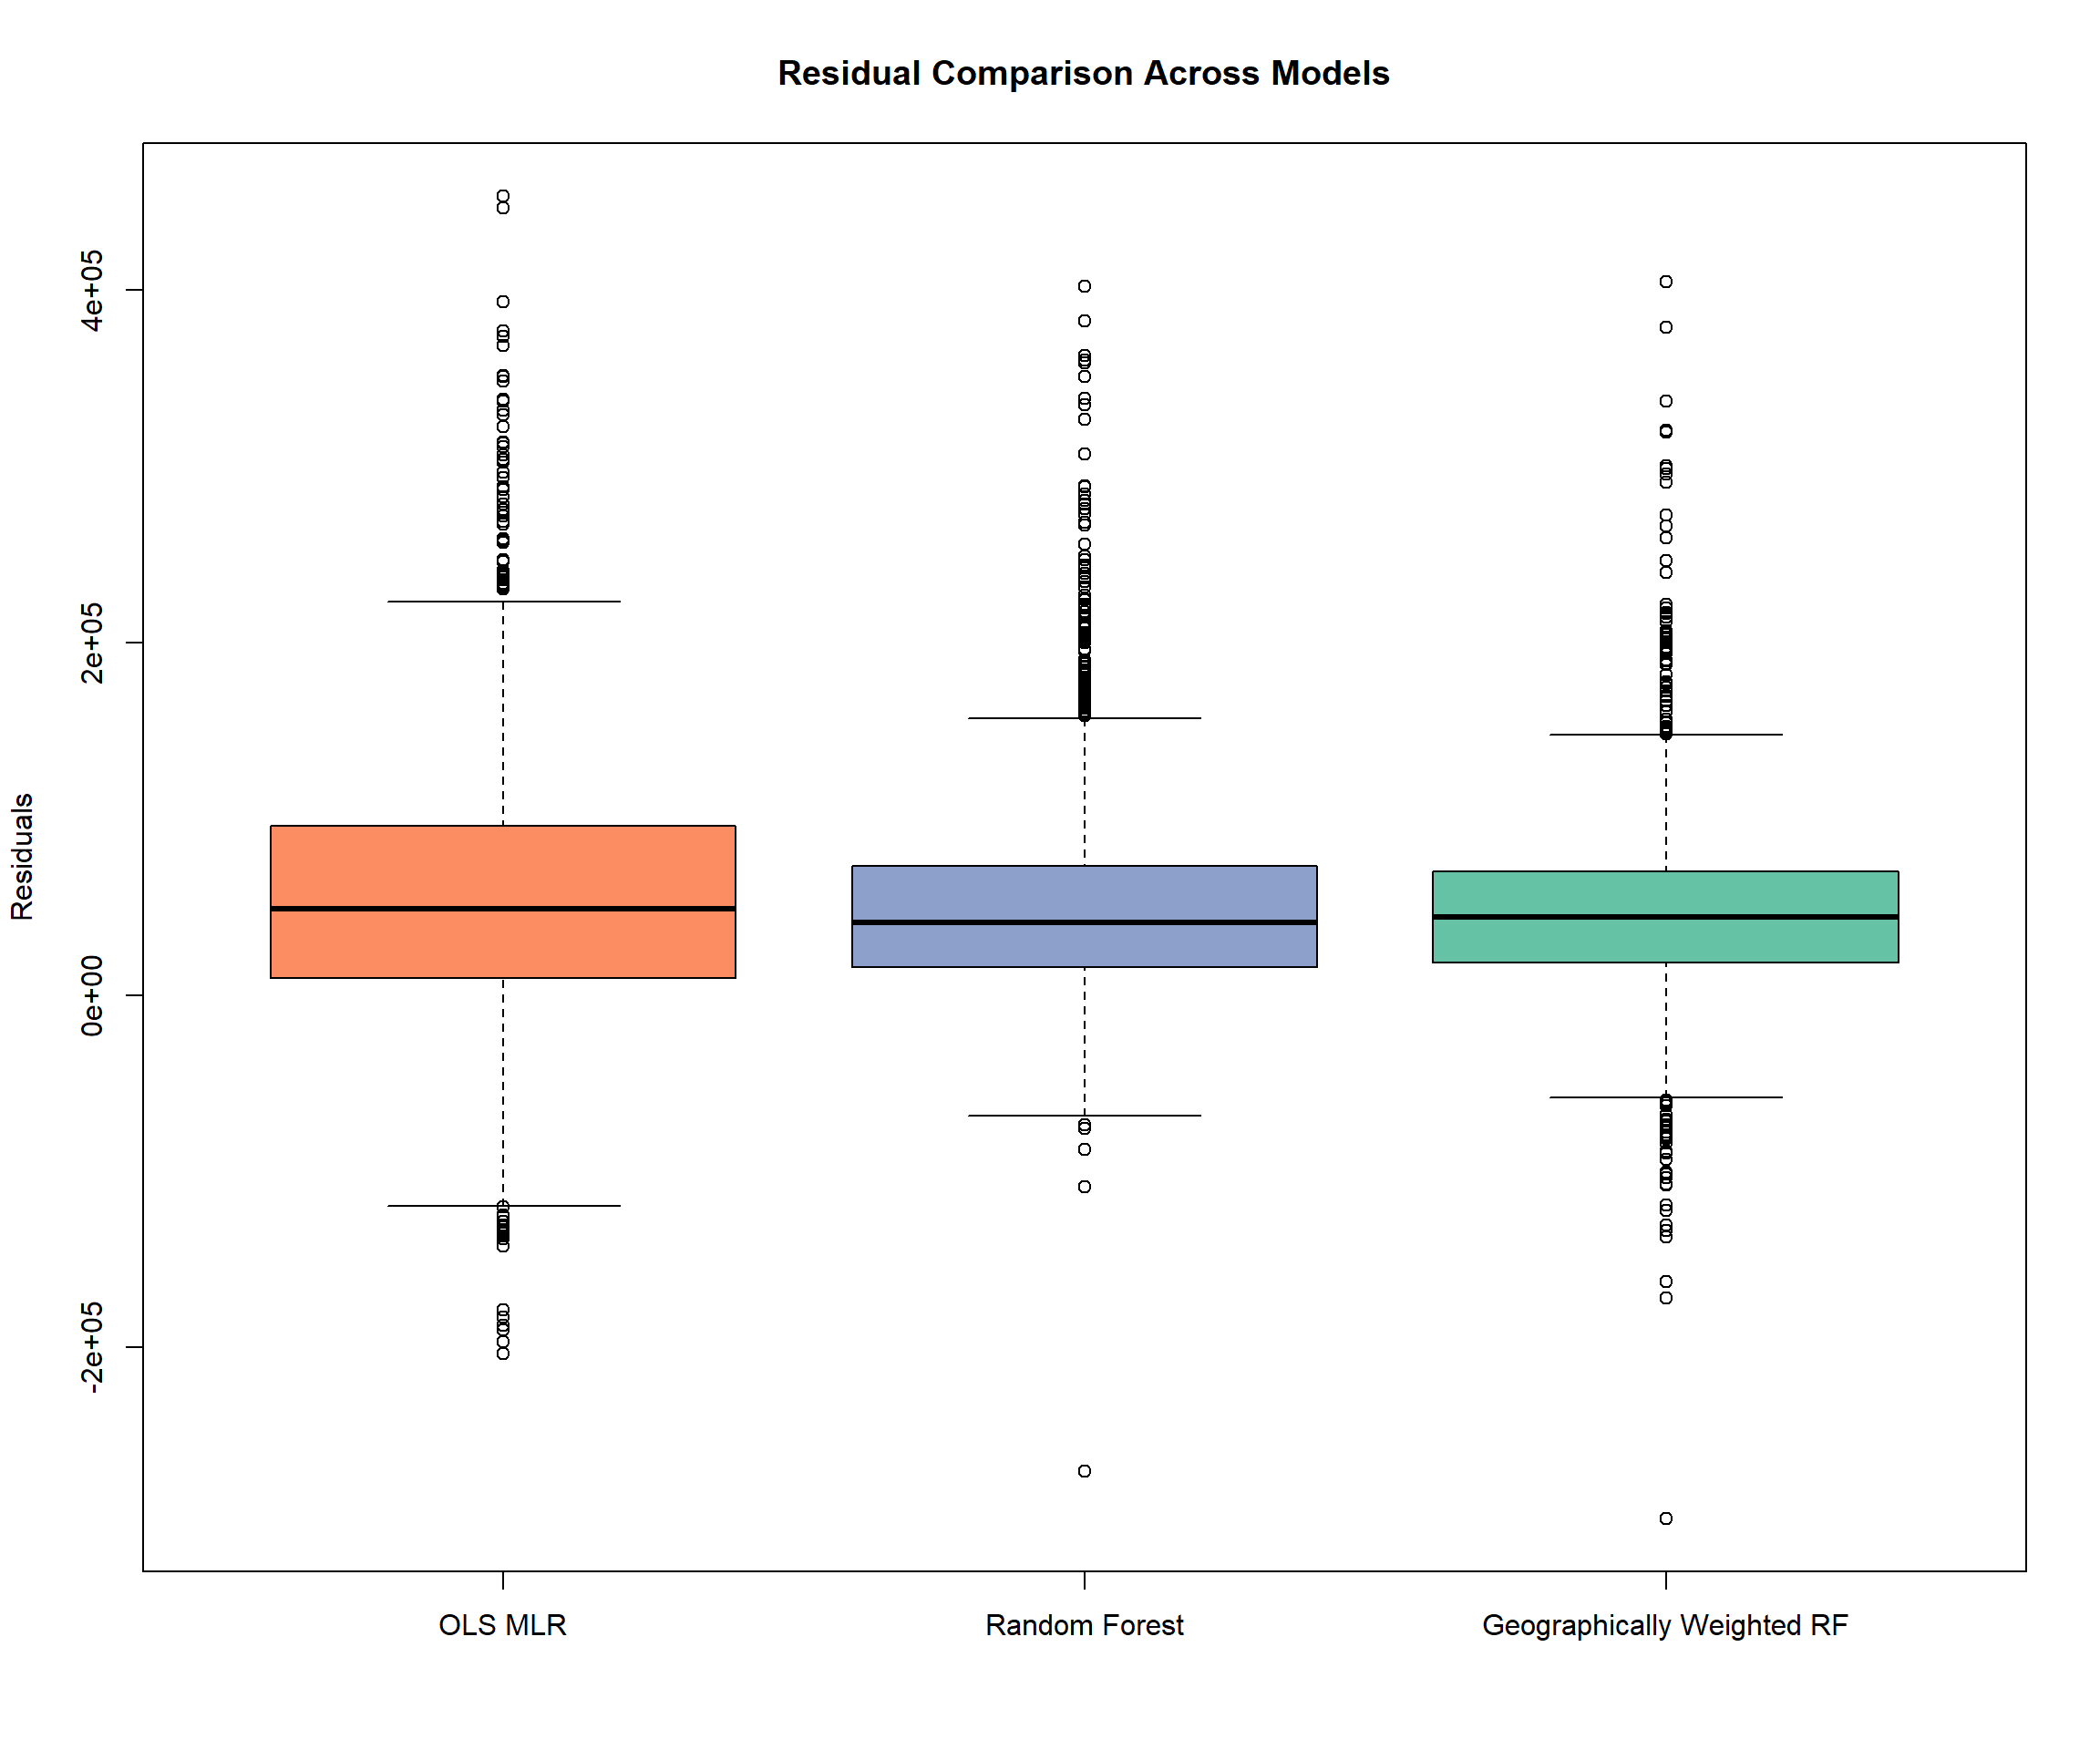 Residual Comparison Across Models
Residuals
4e+05
2e+05
0e+00
-2e+05
OLS MLR
Random Forest
Geographically Weighted RF